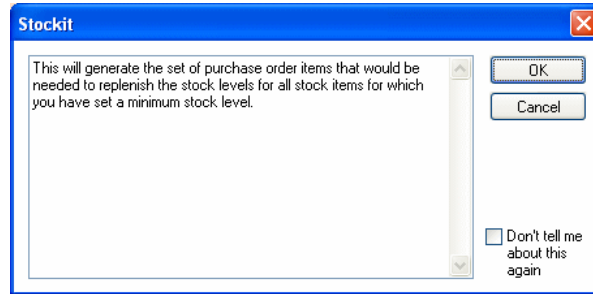 Stockit
This will generate the set of purchase order items that would be
needed to replenish the stock levels for all stock items for which
you have set a minimum stock level.
OK
Cancel
Don't tell me
about this
again